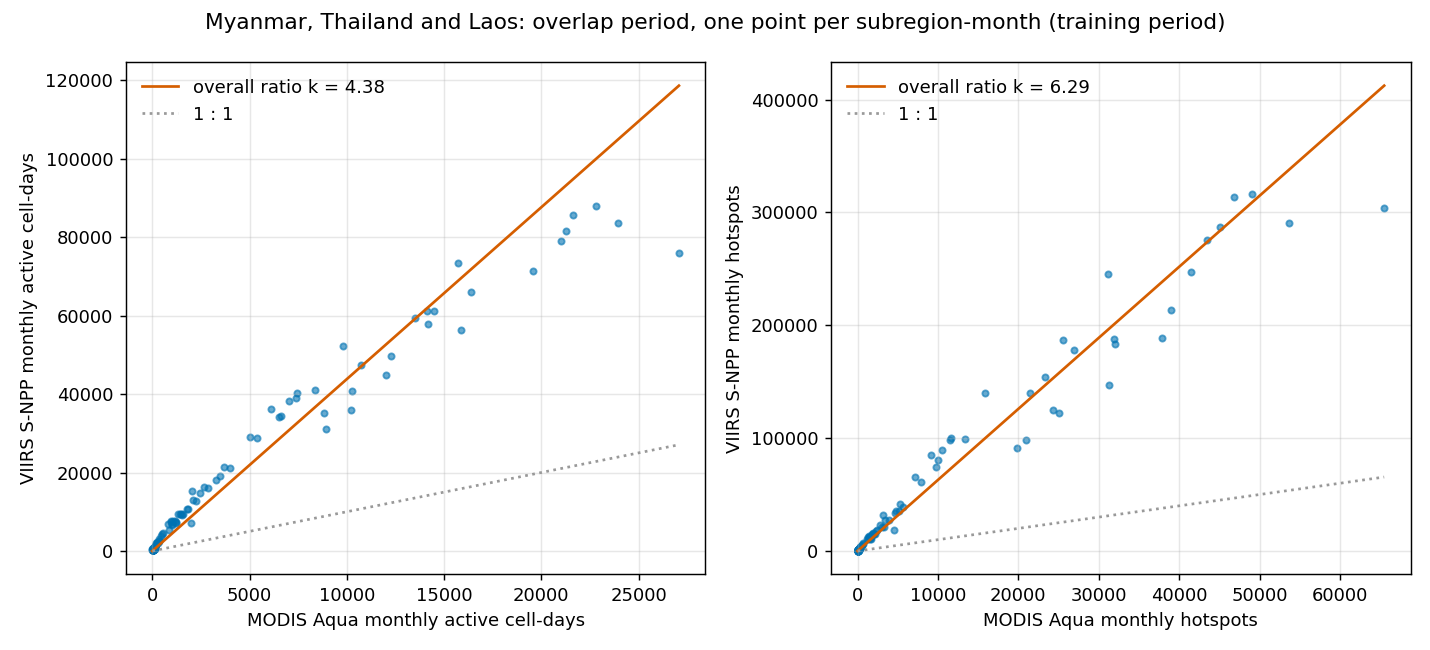 Myanmar, Thailand and Laos: overlap period, one point per subregion-month (training period)
overall ratio k = 4.38
1 : 1
120000
100000
80000
60000
40000
20000
0
VIIRS S-NPP monthly active cell-days
0 5000 10000 15000 20000 25000
MODIS Aqua monthly active cell-days
overall ratio k = 6.29
1 : 1
400000
300000
200000
100000
0
VIIRS S-NPP monthly hotspots
0 10000 20000 30000 40000 50000 60000
MODIS Aqua monthly hotspots